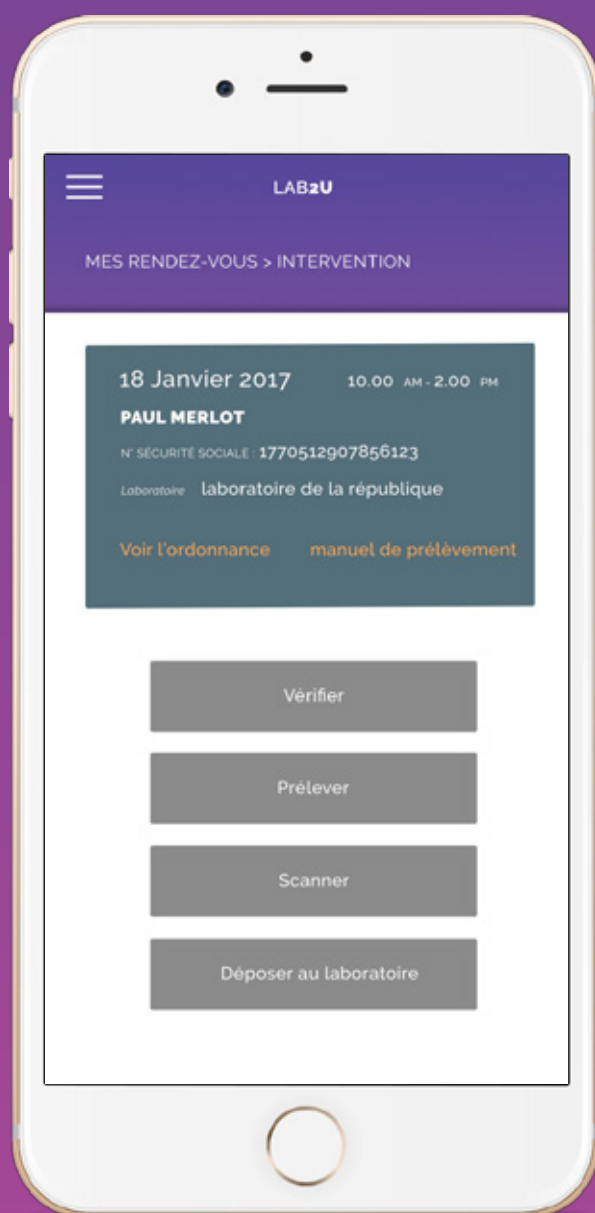 LAB2U
MES RENDEZ-VOUS > INTERVENTION
18 Janvier 2017 10.00 AM - 2.00 PM
PAUL MERLOT
N° SÉCURITÉ SOCIALE : 1770512907856123
Laboratoire laboratoire de la république
Voir l'ordonnance manuel de prélèvement
Vérifier
Prélever
Scanner
Déposer au laboratoire